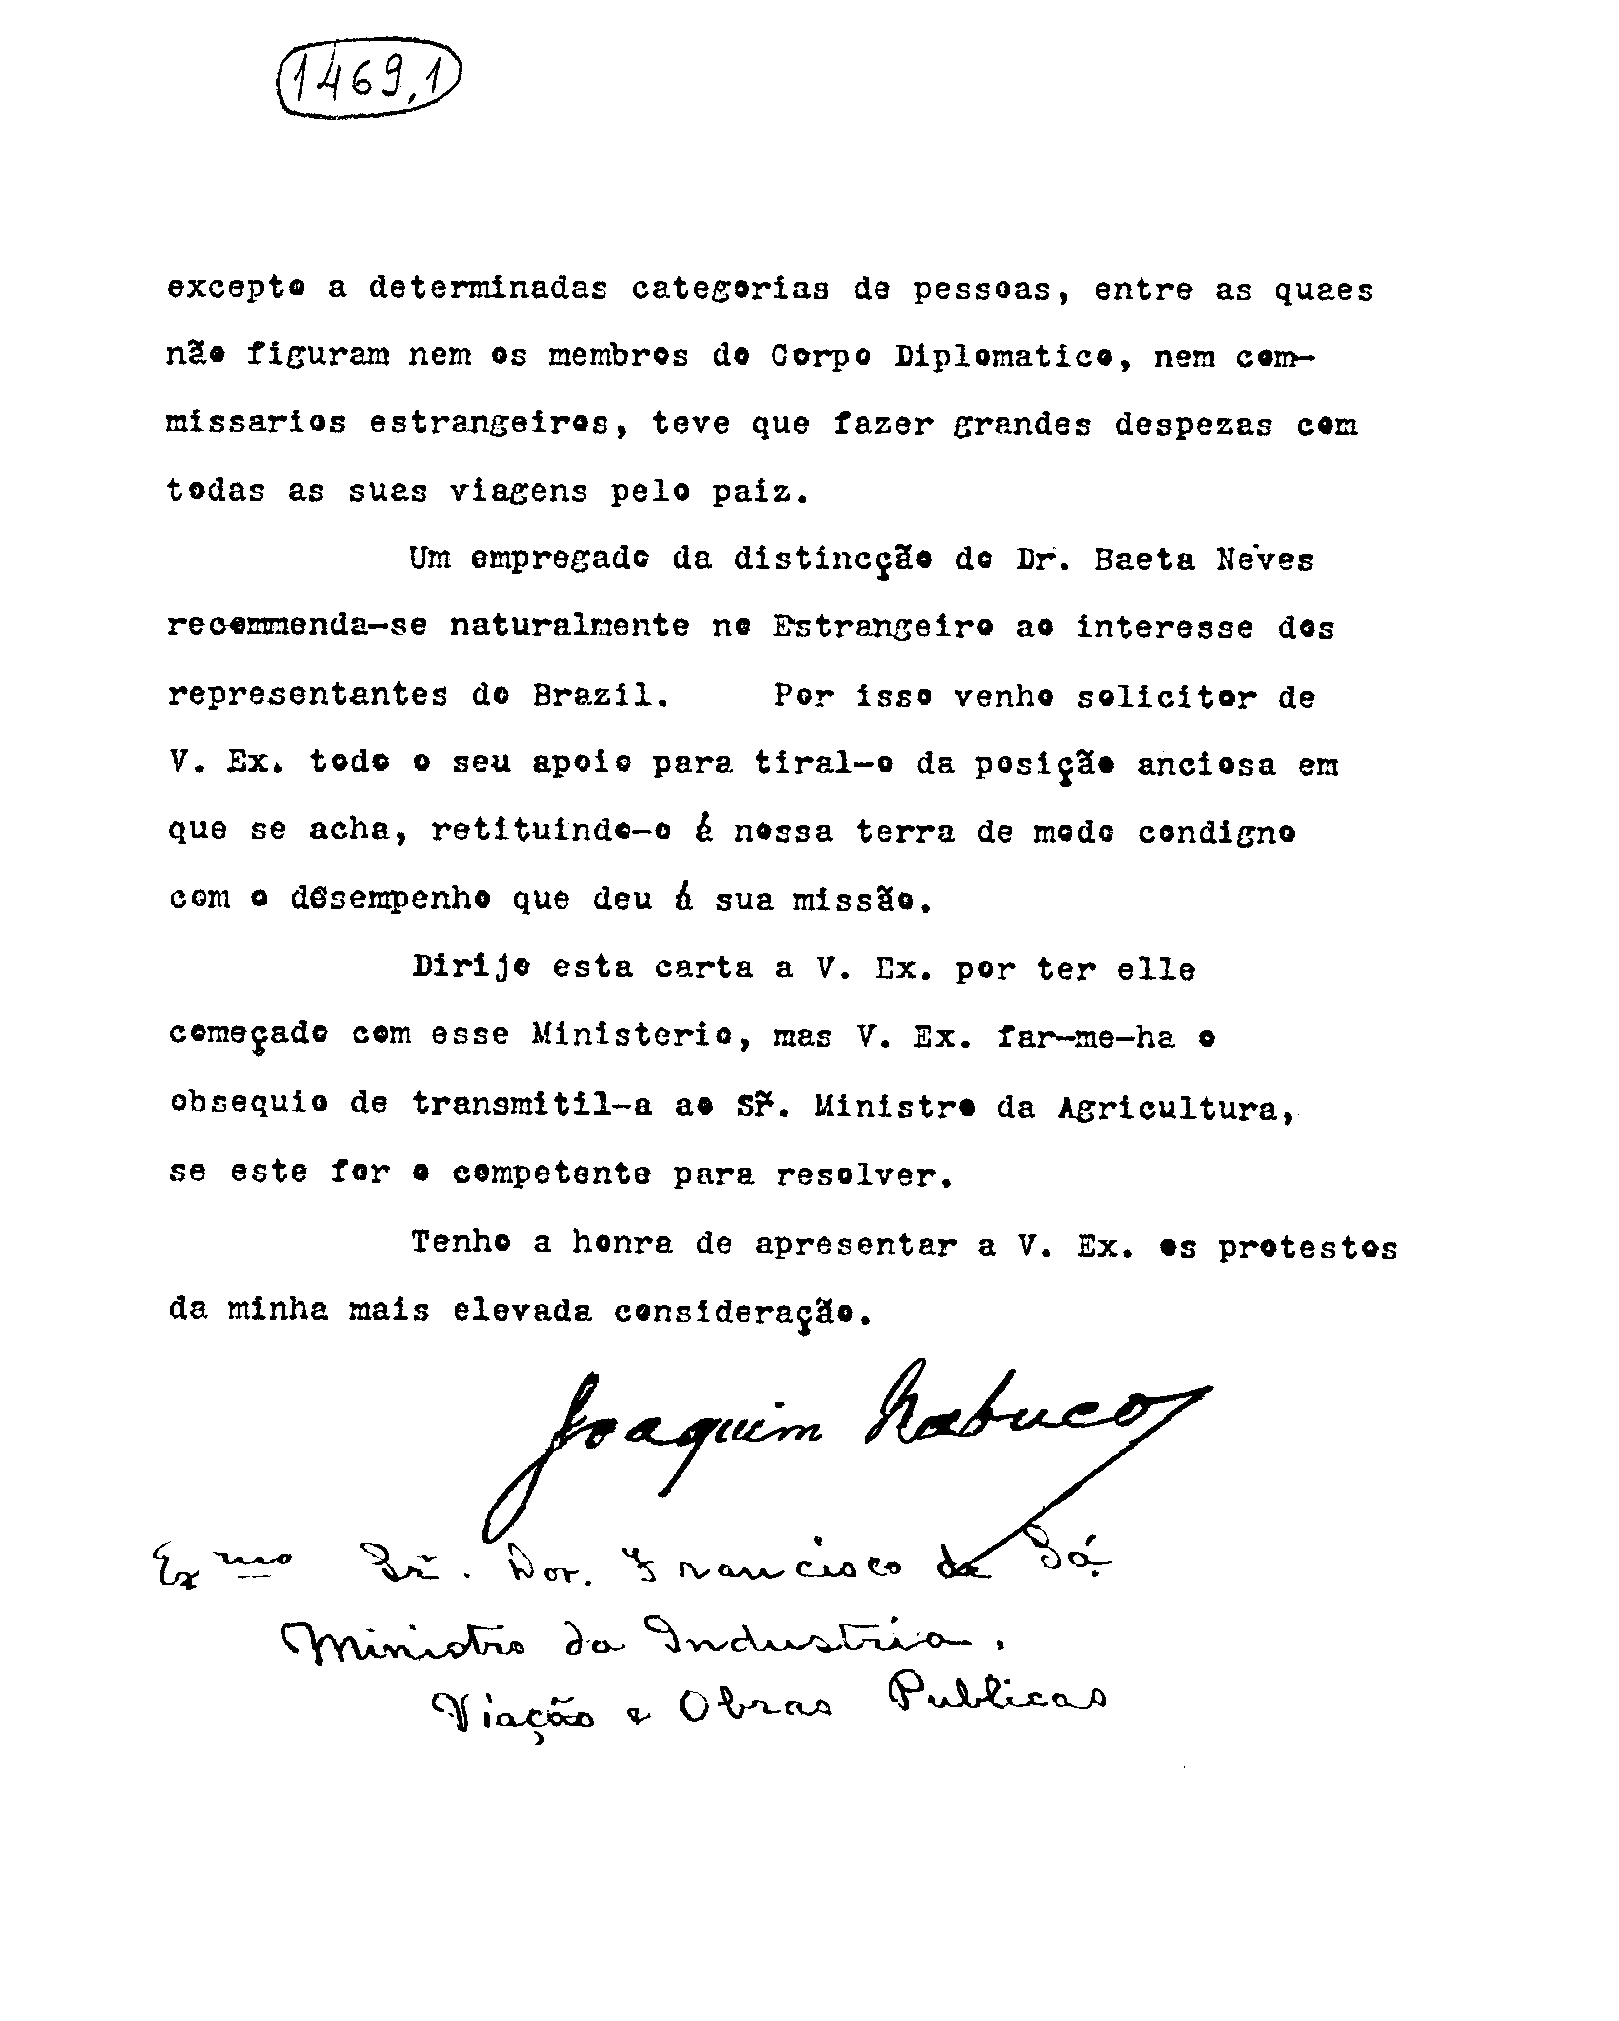 1469,1
excepto a determinadas categorias de pessoas, entre as quaes
não figuram nem os membros do Corpo Diplomatico, nem com-
missarios estrangeiros, teve que fazer grandes despezas com
todas as suas viagens pelo paiz.
Um empregado da distincção do Dr. Baeta Neves
recommenda-se naturalmente no Estrangeiro ao interesse dos
representantes do Brazil. Por isso venho solicitor de
V. Ex. todo o seu apoio para tiral-o da posição anciosa em
que se acha, retituindo-o á nossa terra de modo condigno
com o desempenho que deu á sua missão.
Dirijo esta carta a V. Ex. por ter elle
começado com esse Ministerio, mas V. Ex. far-me-ha o
obsequio de transmitil-a ao Sr̃. Ministro da Agricultura,
se este for o competente para resolver.
Tenho a honra de apresentar a V. Ex. os protestos
da minha mais elevada consideração.
Joaquim Nabuco
Exmo Sr̃. Dor. Francisco de Sá.
Ministro da Industria,
Viação e Obras Publicas